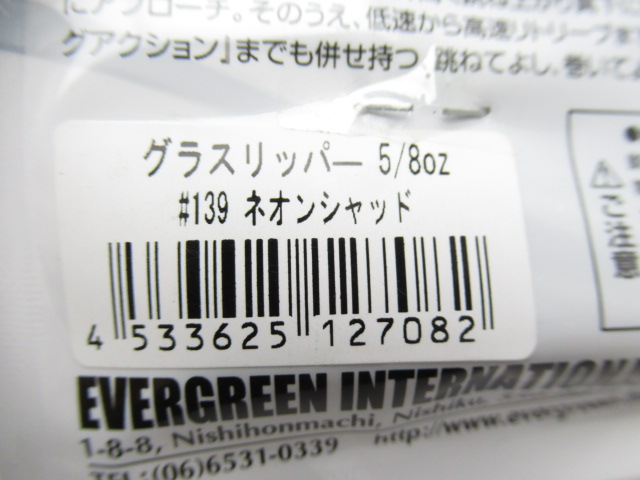 にアプローチ。そのうえ、低速から高速リトリーブま
グアクション』までも併せ持つ 跳ねてよし、巻いてよ
グラスリッパー 5/8oz
#139 ネオンシャッド
4 533625 127082
EVERGREEN INTERNATION
1-8-8, Nishihonmachi, Nishiku,
TEL:(06)6531-0339 http://www.evergreen